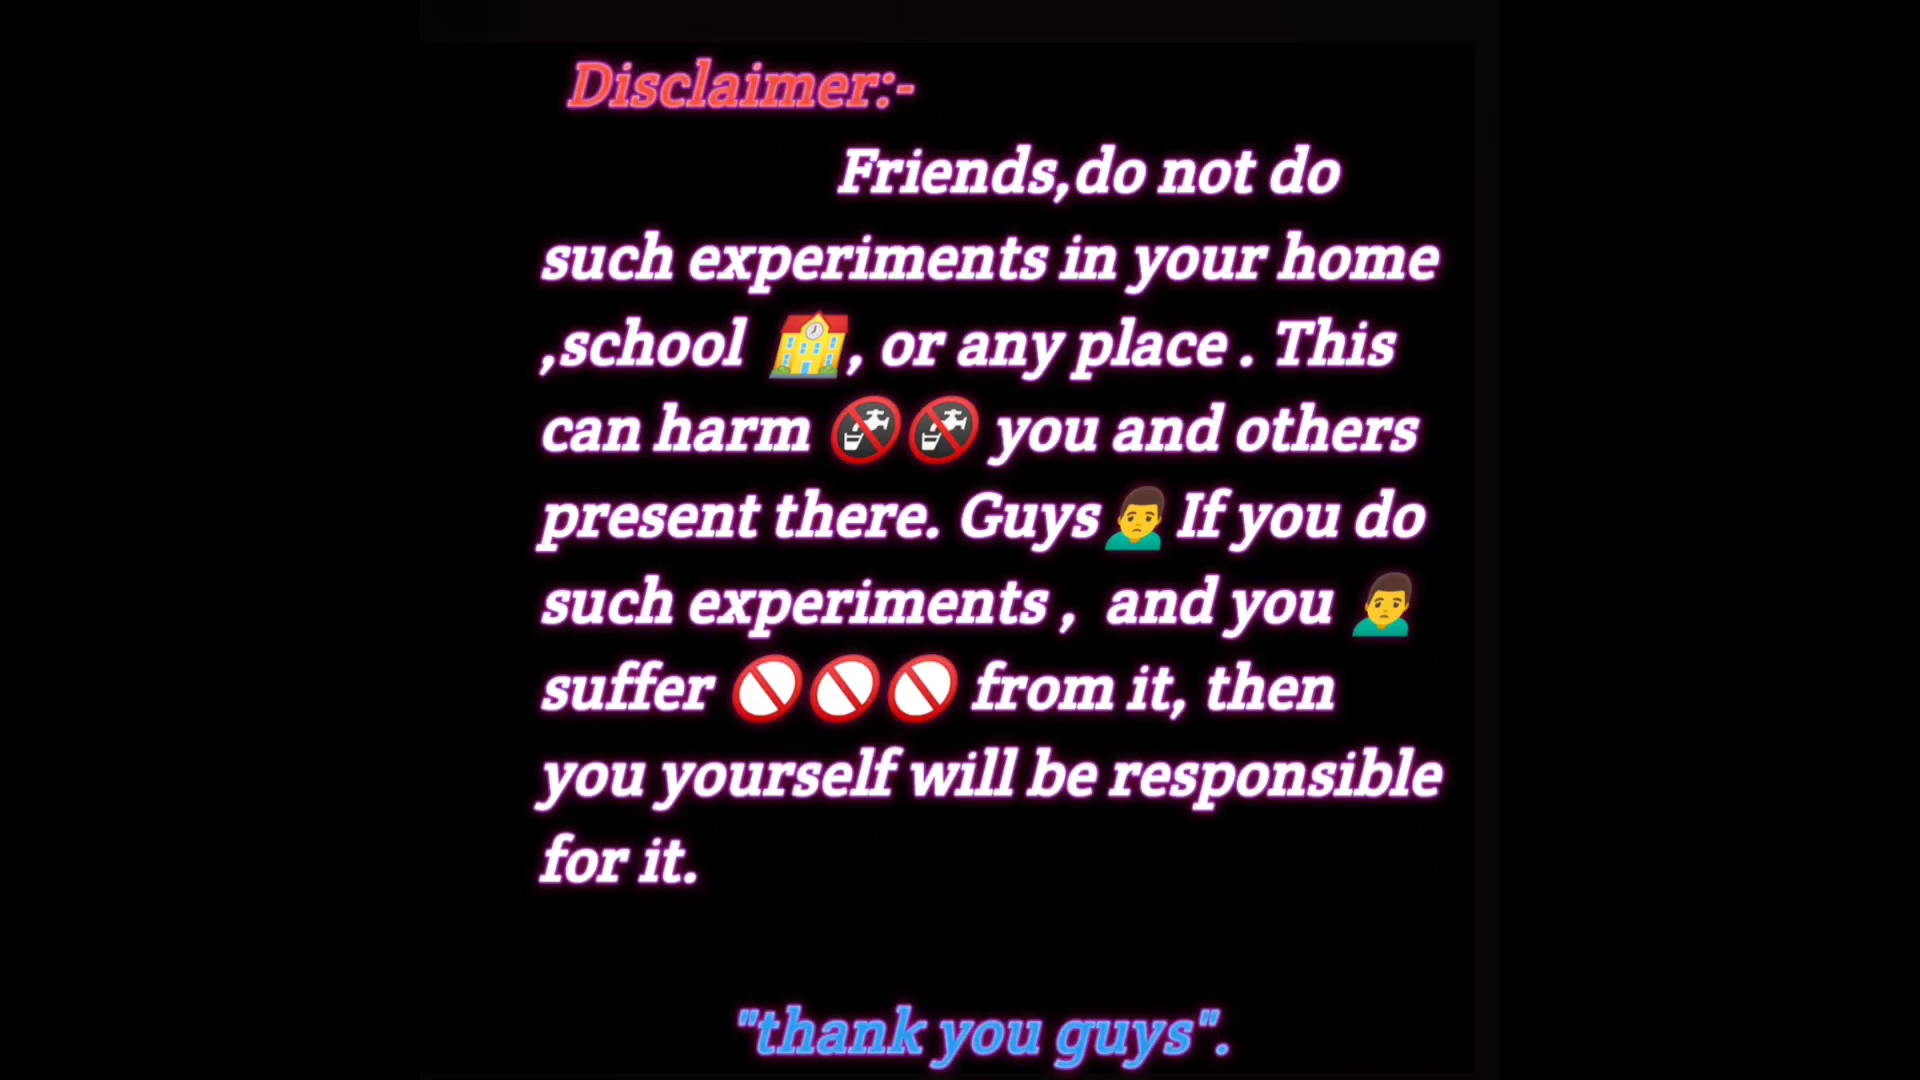 Disclaimer:-
Friends,do not do
such experiments in your home
,school 🏫, or any place . This
can harm 🚱🚱 you and others
present there. Guys🙍‍♂️If you do
such experiments , and you 🙍‍♂️
suffer 🚫🚫🚫 from it, then
you yourself will be responsible
for it.
"thank you guys".